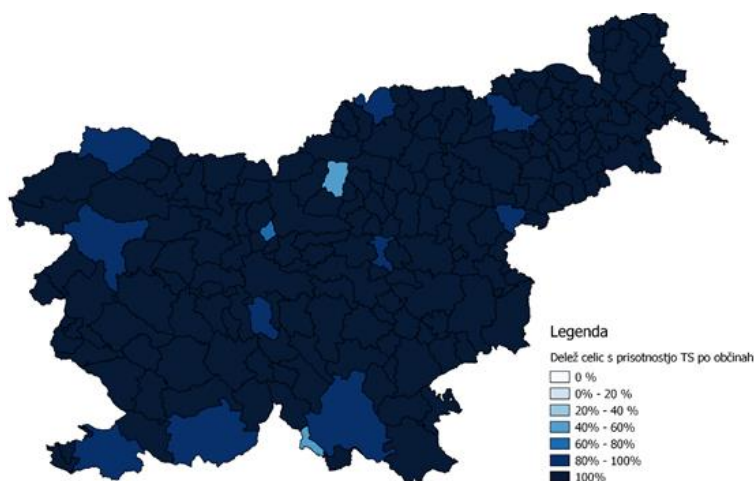 Legenda
Delež celic s prisotnostjo TS po občinah
0 %
0% - 20 %
20% - 40 %
40% - 60%
60% - 80%
80% - 100%
100%